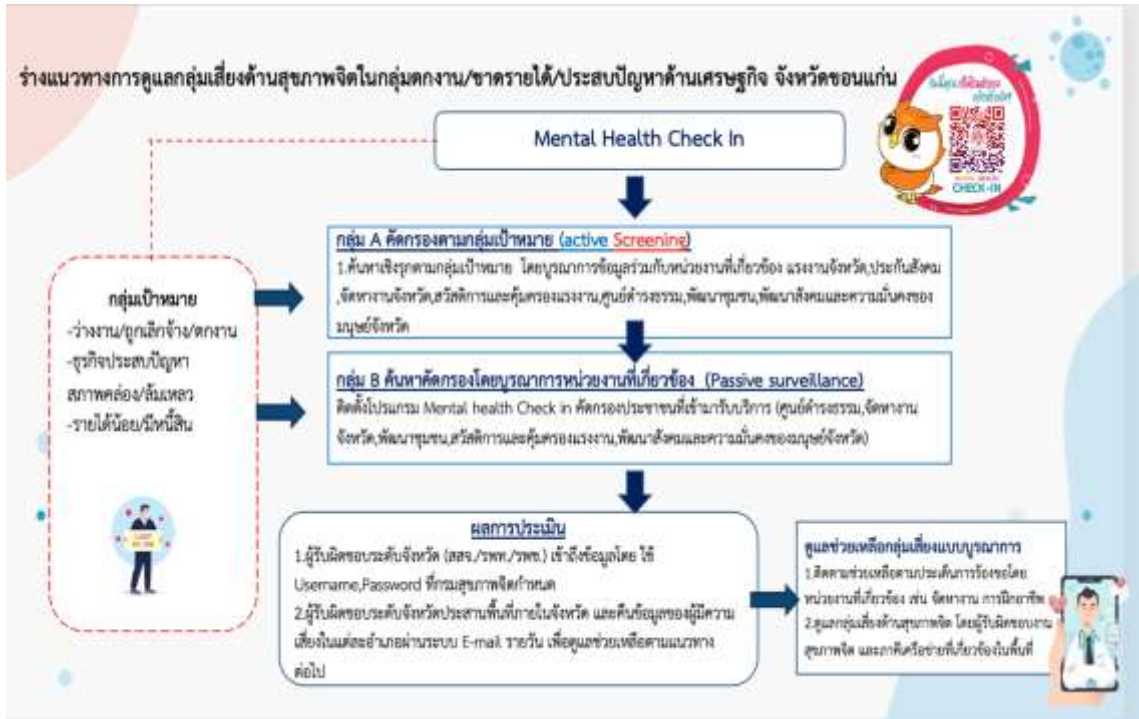 ร่างแนวทางการดูแลกลุ่มเสี่ยงด้านสุขภาพจิตในกลุ่มตกงาน/ขาดรายได้/ประสบปัญหาด้านเศรษฐกิจ จังหวัดขอนแก่น
CHECK-IN
Mental Health Check In
กลุ่มเป้าหมาย
-ว่างงาน/ถูกเลิกจ้าง/ตกงาน
-ธุรกิจประสบปัญหา
สภาพคล่อง/ล้มเหลว
-รายได้น้อย/มีหนี้สิน
กลุ่ม A คัดกรองตามกลุ่มเป้าหมาย (active Screening)
1.ค้นหาเชิงรุกตามกลุ่มเป้าหมาย โดยบูรณาการข้อมูลร่วมกับหน่วยงานที่เกี่ยวข้อง แรงงานจังหวัด,ประกันสังคม
,จัดหางานจังหวัด,สวัสดิการและคุ้มครองแรงงาน,ศูนย์ดำรงธรรม,พัฒนาชุมชน,พัฒนาสังคมและความมั่นคงของ
มนุษย์จังหวัด
กลุ่ม B ค้นหาคัดกรองโดยบูรณาการหน่วยงานที่เกี่ยวข้อง (Passive surveillance)
ติดตั้งโปรแกรม Mental health Check in คัดกรองประชาชนที่เข้ามารับบริการ (ศูนย์ดำรงธรรม,จัดหางาน
จังหวัด,พัฒนาชุมชน,สวัสดิการและคุ้มครองแรงงาน,พัฒนาสังคมและความมั่นคงของมนุษย์จังหวัด)
ผลการประเมิน
1.ผู้รับผิดชอบระดับจังหวัด (สสจ./รพท./รพช.) เข้าถึงข้อมูลโดย ใช้
Username,Password ที่กรมสุขภาพจิตกำหนด
2.ผู้รับผิดชอบระดับจังหวัดประสานพื้นที่ภายในจังหวัด และคืนข้อมูลของผู้มีความ
เสี่ยงในแต่ละอำเภอผ่านระบบ E-mail รายวัน เพื่อดูแลช่วยเหลือตามแนวทาง
ต่อไป
ดูแลช่วยเหลือกลุ่มเสี่ยงแบบบูรณาการ
1.ติดตามช่วยเหลือตามประเด็นการร้องขอโดย
หน่วยงานที่เกี่ยวข้อง เช่น จัดหางาน การฝึกอาชีพ
2.ดูแลกลุ่มเสี่ยงด้านสุขภาพจิต โดยผู้รับผิดชอบงาน
สุขภาพจิต และภาคีเครือข่ายที่เกี่ยวข้องในพื้นที่